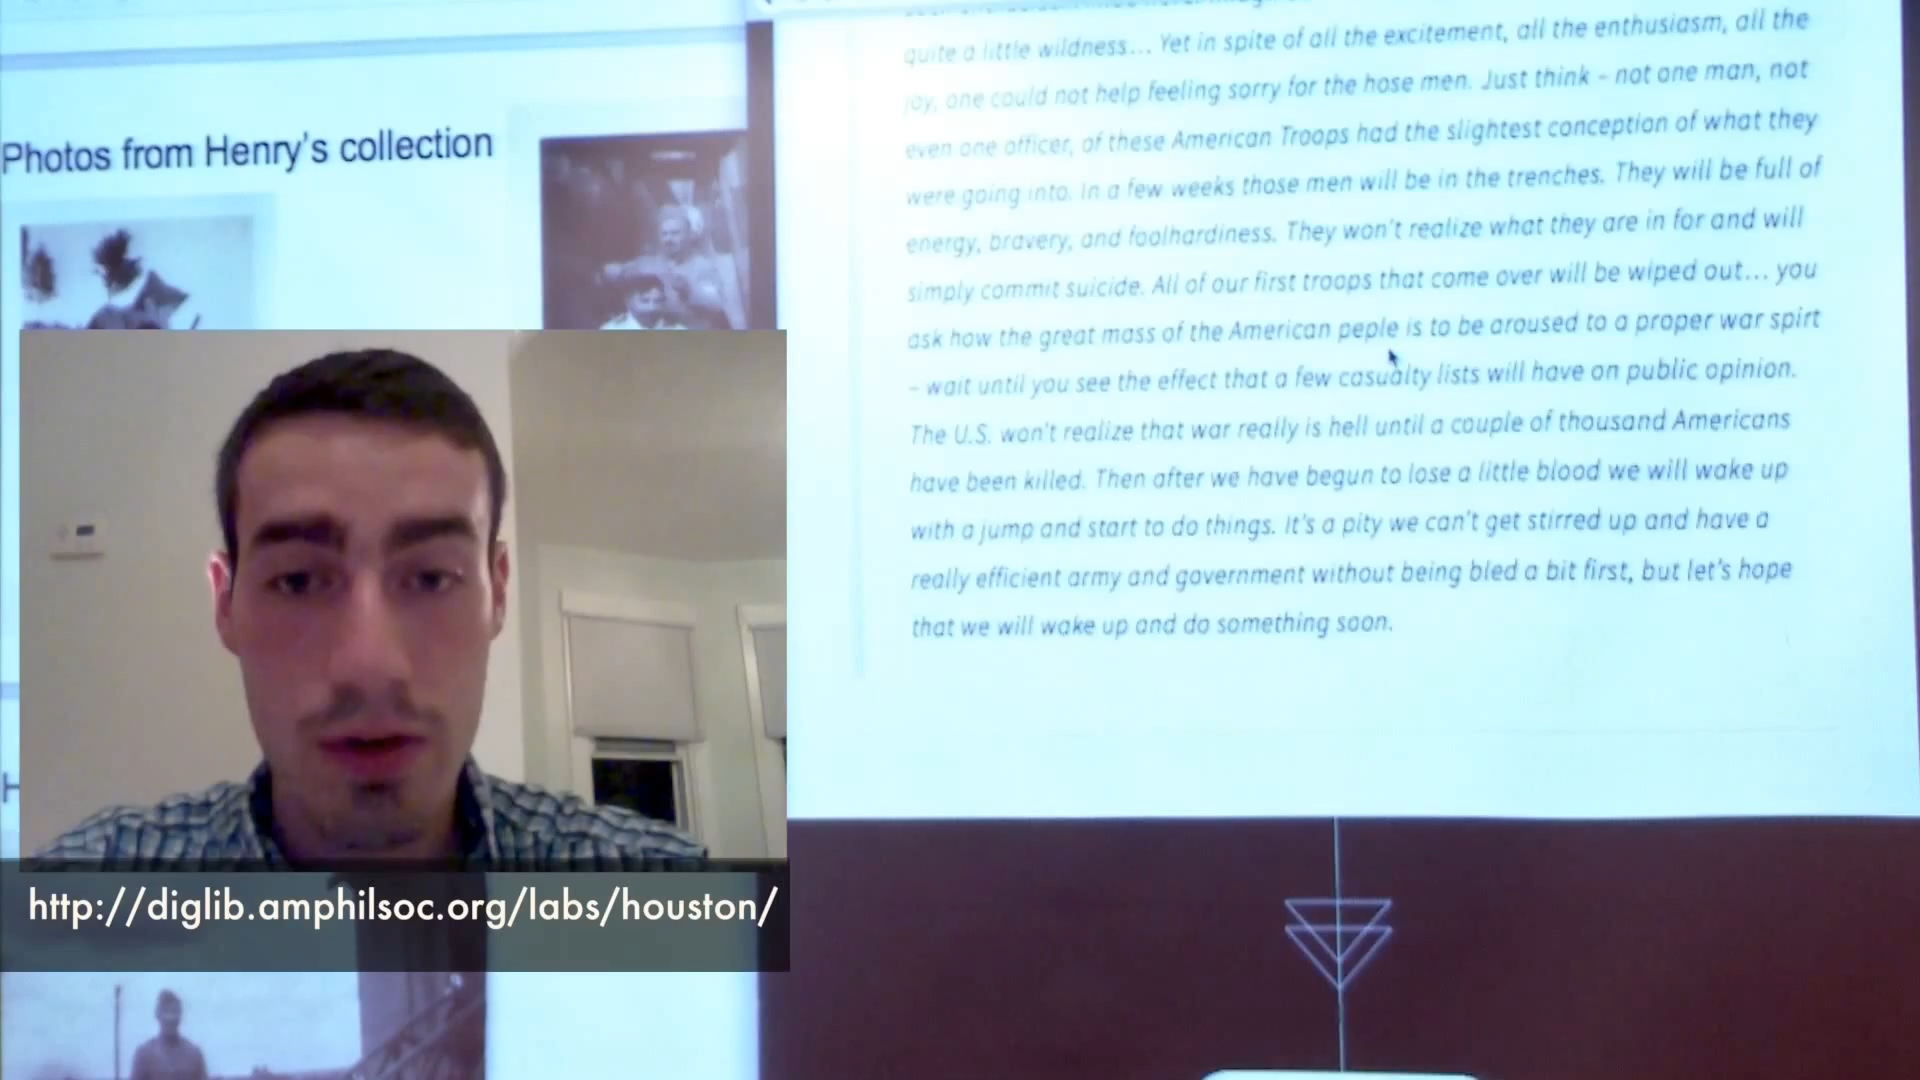 Photos from Henry's collection
quite a little wildness... Yet in spite of all the excitement, all the enthusiasm, all the
joy, one could not help feeling sorry for the hose men. Just think – not one man, not
even one officer, of these American Troops had the slightest conception of what they
were going into. In a few weeks those men will be in the trenches. They will be full of
energy, bravery, and foolhardiness. They won't realize what they are in for and will
simply commit suicide. All of our first troops that come over will be wiped out... you
ask how the great mass of the American peple is to be aroused to a proper war spirt
– wait until you see the effect that a few casualty lists will have on public opinion.
The U.S. won't realize that war really is hell until a couple of thousand Americans
have been killed. Then after we have begun to lose a little blood we will wake up
with a jump and start to do things. It's a pity we can't get stirred up and have a
really efficient army and government without being bled a bit first, but let's hope
that we will wake up and do something soon.
http://diglib.amphilsoc.org/labs/houston/